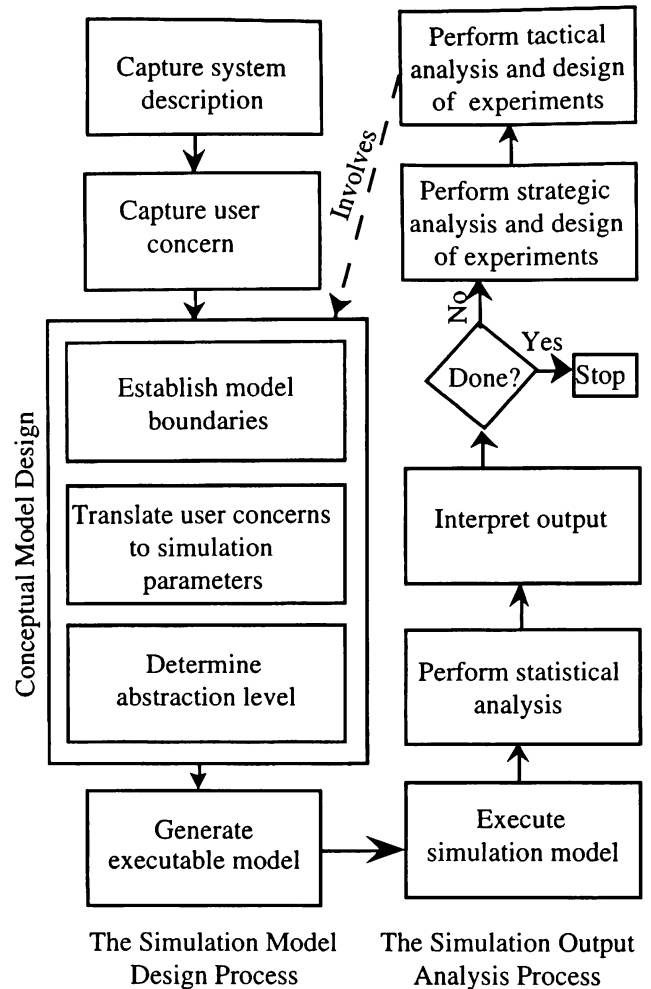 Capture system
description
Capture user
concern
Conceptual Model Design
Establish model
boundaries
Translate user concerns
to simulation
parameters
Determine
abstraction level
Generate
executable model
The Simulation Model
Design Process
Involves
Perform tactical
analysis and design
of experiments
Perform strategic
analysis and design
of experiments
No
Yes
Done?
Stop
Interpret output
Perform statistical
analysis
Execute
simulation model
The Simulation Output
Analysis Process